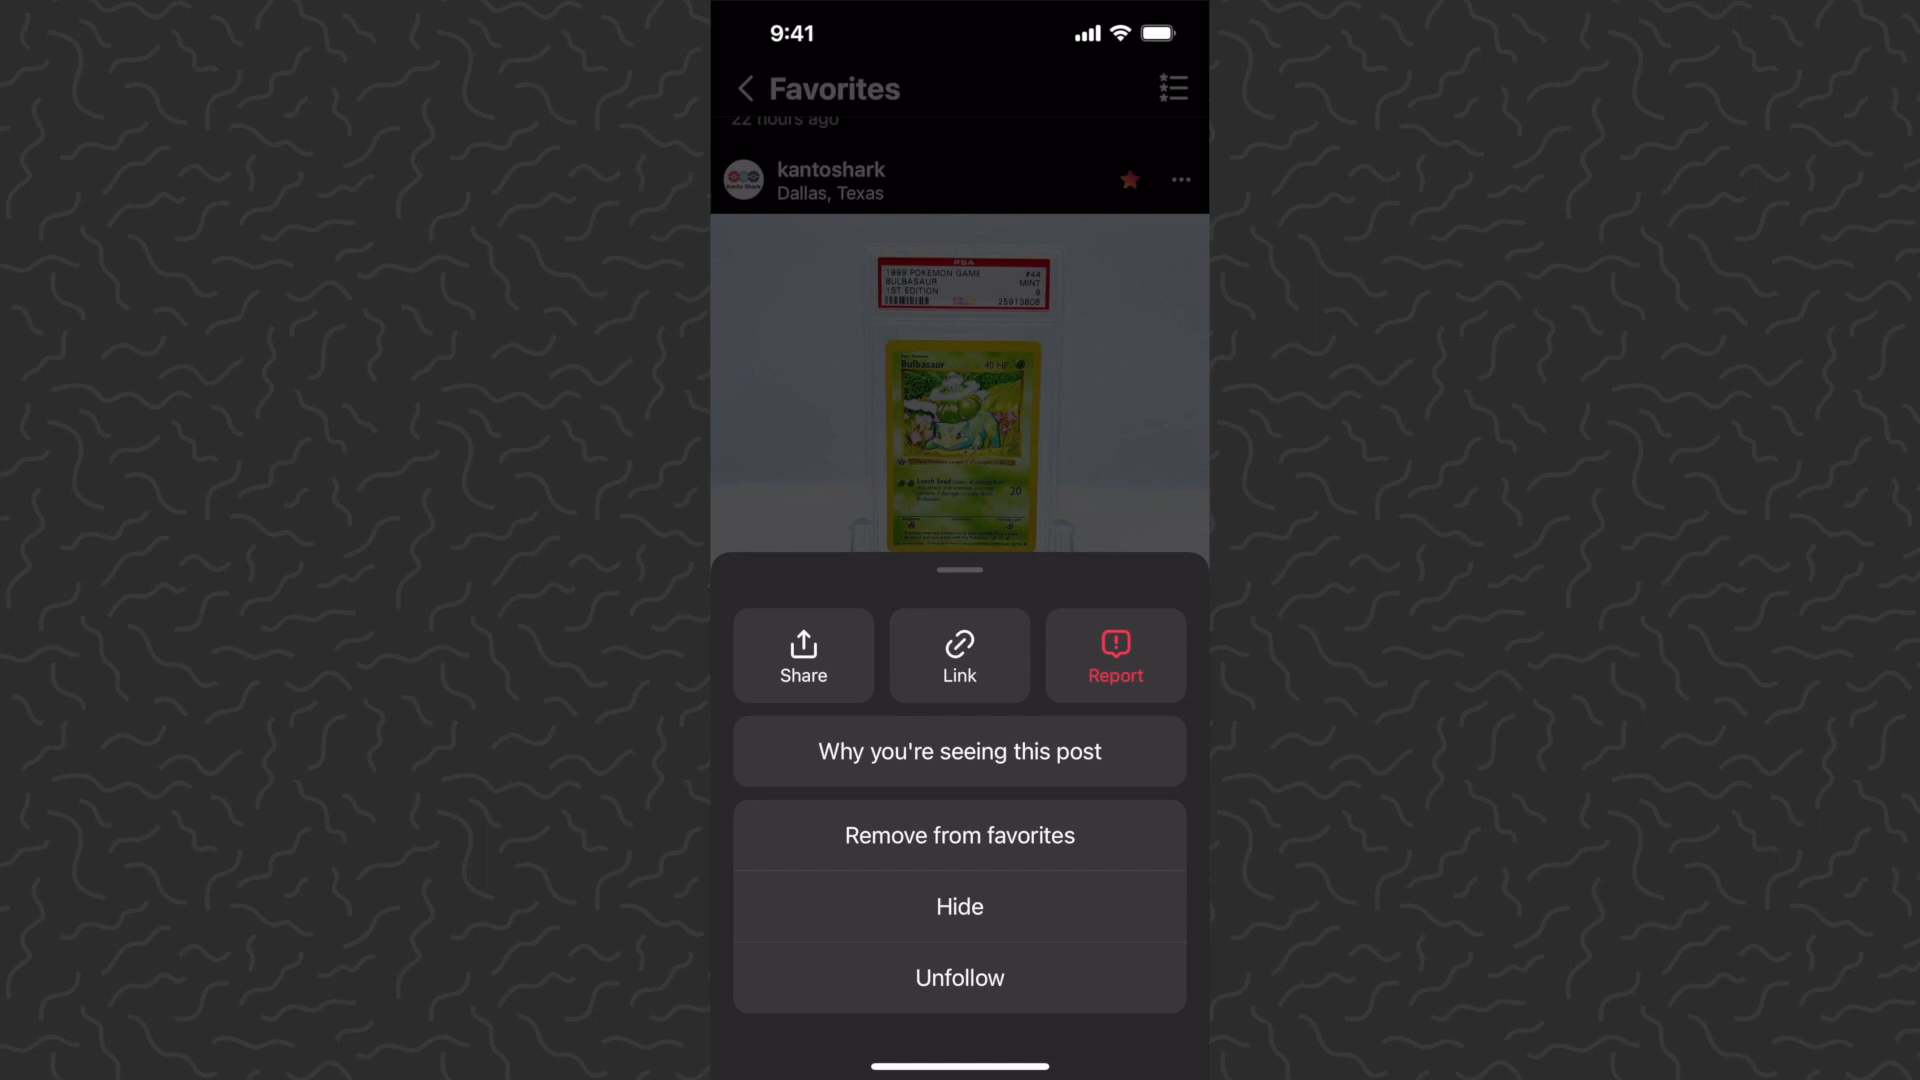 9:41
Favorites
22 hours ago
kantoshark
Dallas, Texas
PSA
1999 POKEMON GAME #44
BULBASAUR MINT
1ST EDITION 9
25913806
Bulbasaur 40 HP
Leech Seed
20
Share
Link
Report
Why you're seeing this post
Remove from favorites
Hide
Unfollow